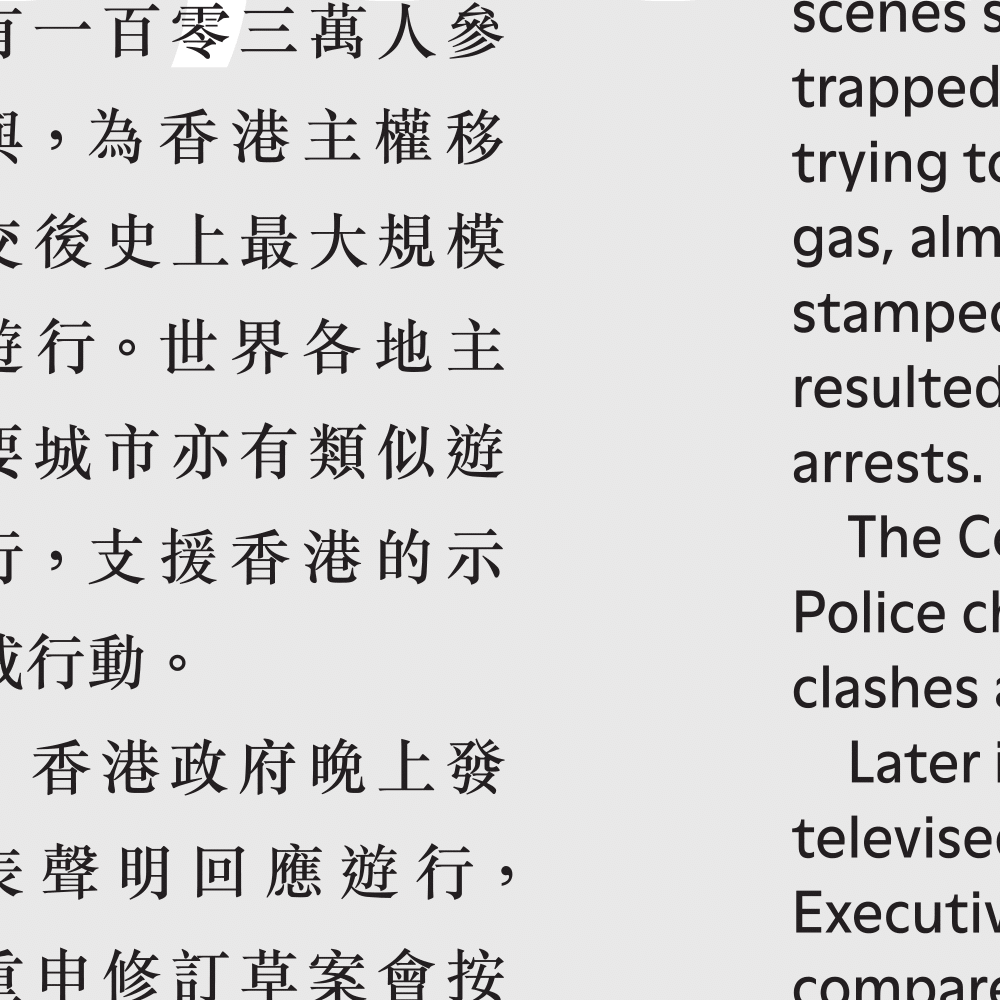 有一百零三萬人參
與，為香港主權移
交後史上最大規模
遊行。世界各地主
要城市亦有類似遊
行，支援香港的示
威行動。
香港政府晚上發
表聲明回應遊行，
重申修訂草案會按
scenes s
trapped
trying to
gas, alm
stamped
resulted
arrests.
The Co
Police ch
clashes a
Later i
televised
Executiv
compare